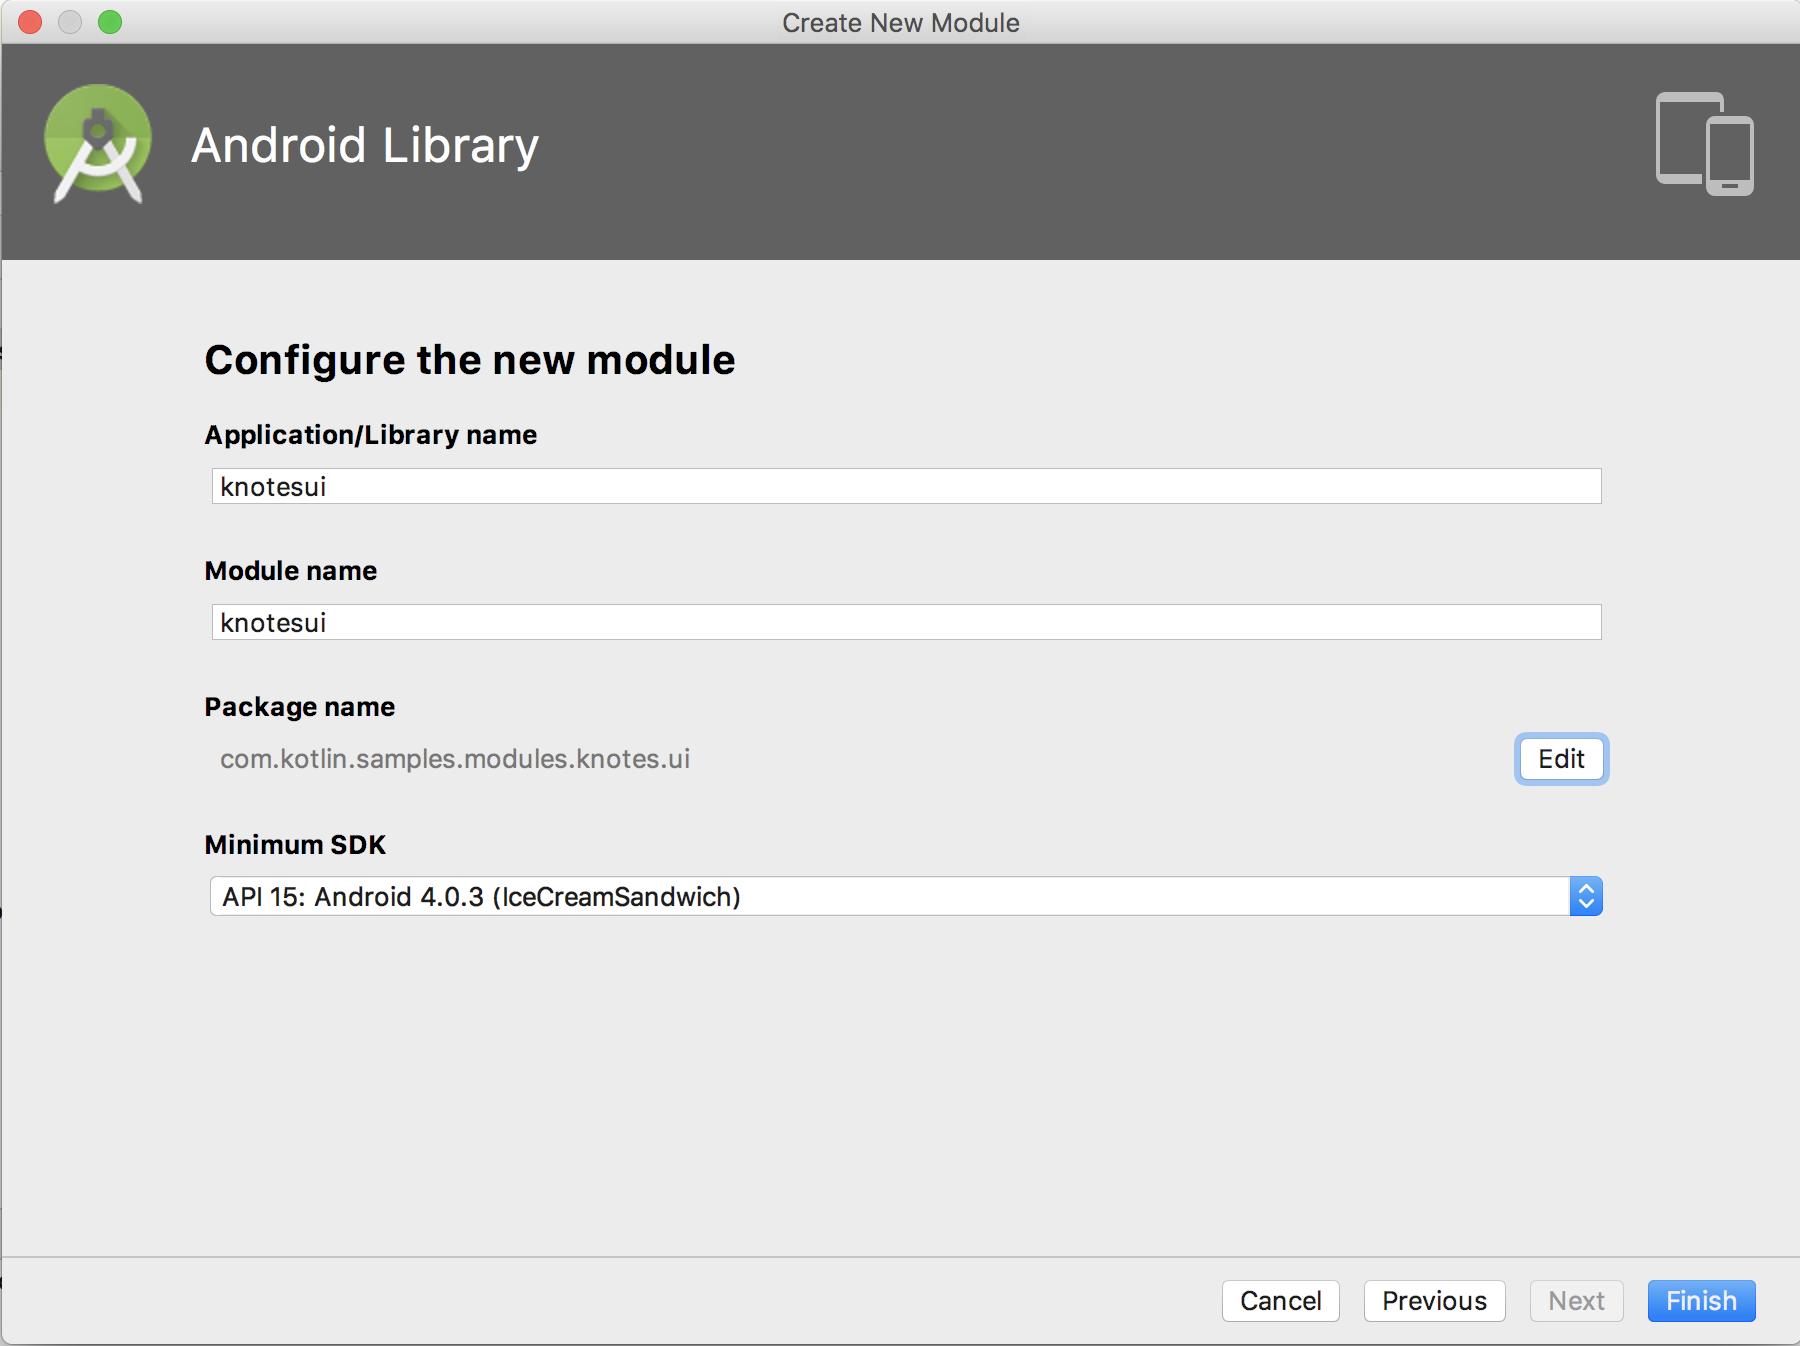 Create New Module
Android Library
Configure the new module
Application/Library name
knotesui
Module name
knotesui
Package name
com.kotlin.samples.modules.knotes.ui
Edit
Minimum SDK
API 15: Android 4.0.3 (IceCreamSandwich)
Cancel Previous Next Finish